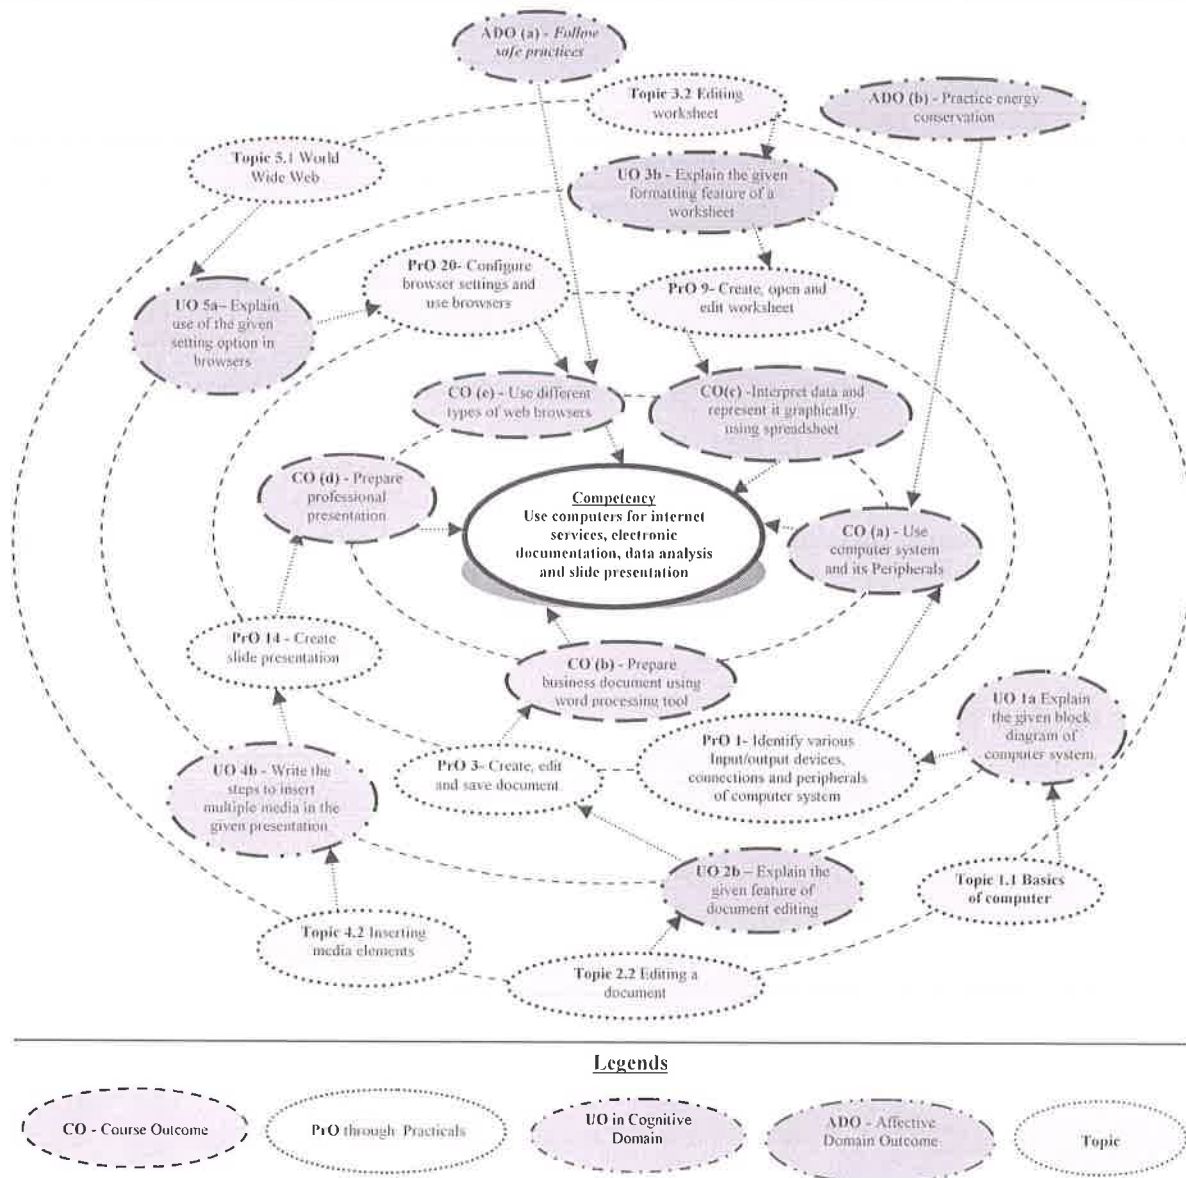 ADO (a) - Follow
safe practices
Topic 3.2 Editing
worksheet
ADO (b) - Practice energy
conservation
Topic 5.1 World
Wide Web
UO 3b - Explain the given
formatting feature of a
worksheet
PrO 20- Configure
browser settings and
use browsers
PrO 9- Create, open and
edit worksheet
UO 5a– Explain
use of the given
setting option in
browsers
CO (e) - Use different
types of web browsers
CO(c) -Interpret data and
represent it graphically
using spreadsheet
CO (d) - Prepare
professional
presentation
Competency
Use computers for internet
services, electronic
documentation, data analysis
and slide presentation
CO (a) - Use
computer system
and its Peripherals
PrO 14 - Create
slide presentation
CO (b) - Prepare
business document using
word processing tool
UO 1a Explain
the given block
diagram of
computer system.
PrO 1- Identify various
Input/output devices,
connections and peripherals
of computer system
PrO 3- Create, edit
and save document.
UO 4b - Write the
steps to insert
multiple media in the
given presentation
UO 2b – Explain the
given feature of
document editing
Topic 1.1 Basics
of computer
Topic 4.2 Inserting
media elements
Topic 2.2 Editing a
document
Legends
CO - Course Outcome
PrO through Practicals
UO in Cognitive
Domain
ADO - Affective
Domain Outcome
Topic